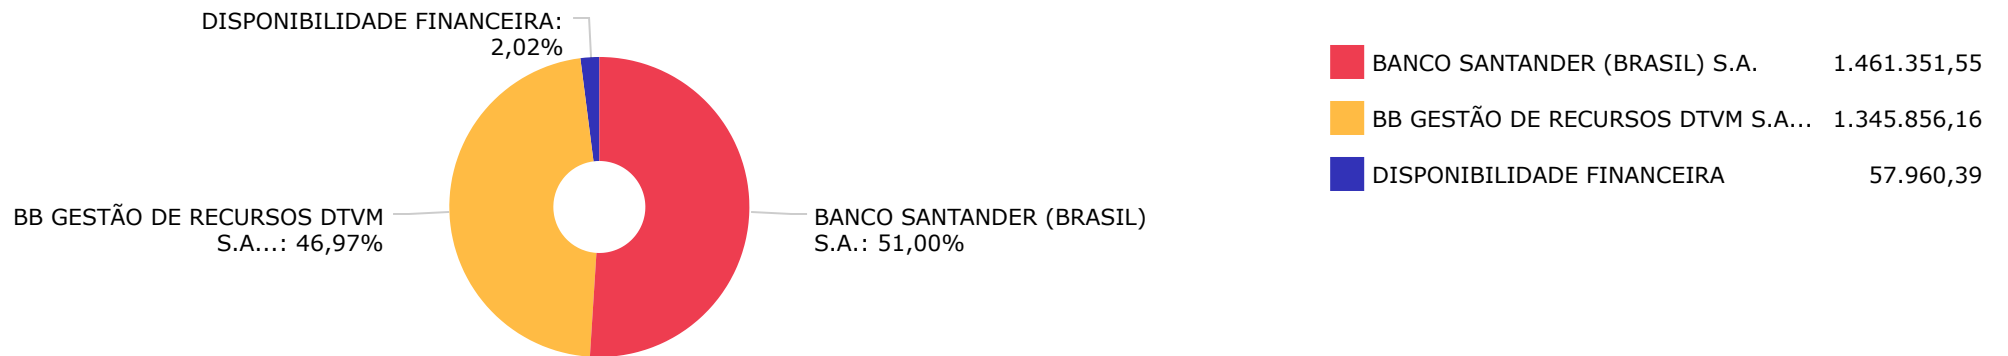 DISPONIBILIDADE FINANCEIRA:
2,02%
BB GESTÃO DE RECURSOS DTVM
S.A...: 46,97%
BANCO SANTANDER (BRASIL)
S.A.: 51,00%
BANCO SANTANDER (BRASIL) S.A. 1.461.351,55
BB GESTÃO DE RECURSOS DTVM S.A... 1.345.856,16
DISPONIBILIDADE FINANCEIRA 57.960,39